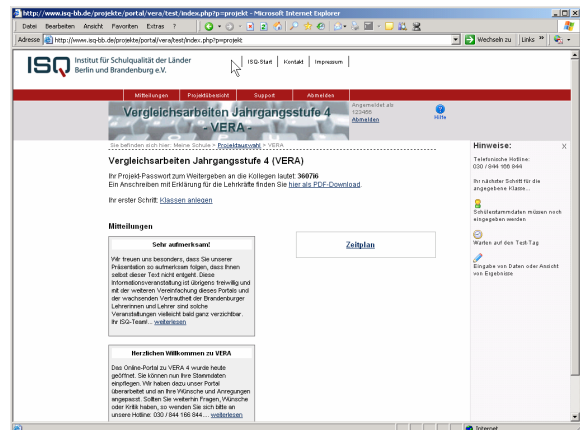 http://www.isq-bb.de/projekte/portal/vera/test/index.php?p=projekt - Microsoft Internet Explorer
Datei Bearbeiten Ansicht Favoriten Extras ?
Adresse http://www.isq-bb.de/projekte/portal/vera/test/index.php?p=projekt Wechseln zu Links »
ISQ Institut für Schulqualität der Länder
Berlin und Brandenburg e.V.
ISQ-Start | Kontakt | Impressum |
Mitteilungen Projektübersicht Support Abmelden
Vergleichsarbeiten Jahrgangsstufe 4
- VERA -
Angemeldet als
123456
Abmelden
Hilfe
Sie befinden sich hier: Meine Schule > Projektauswahl > VERA
Vergleichsarbeiten Jahrgangsstufe 4 (VERA)
Ihr Projekt-Passwort zum Weitergeben an die Kollegen lautet: 3607i6
Ein Anschreiben mit Erklärung für die Lehrkräfte finden Sie hier als PDF-Download.
Ihr erster Schritt: Klassen anlegen
Mitteilungen
Sehr aufmerksam!
Wir freuen uns besonders, dass Sie unserer
Präsentation so aufmerksam folgen, dass Ihnen
selbst dieser Text nicht entgeht. Diese
Informationsveranstaltung ist übrigens freiwillig und
mit der weiteren Vereinfachung dieses Portals und
der wachsenden Vertrautheit der Brandenburger
Lehrerinnen und Lehrer sind solche
Veranstaltungen vielleicht bald ganz verzichtbar.
Ihr ISQ-Team!... weiterlesen
Herzlichen Willkommen zu VERA
Das Online-Portal zu VERA 4 wurde heute
geöffnet. Sie können nun Ihre Stammdaten
einpflegen. Wir haben dazu unser Portal
überarbeitet und an Ihre Wünsche und Anregungen
angepasst. Sollten Sie weiterhin Fragen, Wünsche
oder Kritik haben, so wenden Sie sich bitte an
unsere Hotline: 030 / 844 166 844.... weiterlesen
Zeitplan
Hinweise: X
Telefonische Hotline:
030 / 844 166 844
Ihr nächster Schritt für die
angegebene Klasse...
Schülerstammdaten müssen noch
eingegeben werden
Warten auf den Test-Tag
Eingabe von Daten oder Ansicht
von Ergebnisse
Internet